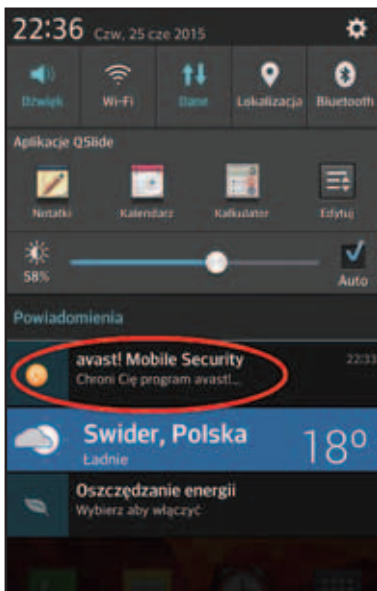 22:36 Czw, 25 cze 2015
Dźwięk Wi-Fi Dane Lokalizacja Bluetooth
Aplikacje QSlide
Notatki Kalendarz Kalkulator Edytuj
58% Auto
Powiadomienia
avast! Mobile Security 22:33
Chroni Cię program avast!...
Swider, Polska 18°
Ładnie
Oszczędzanie energii
Wybierz aby włączyć